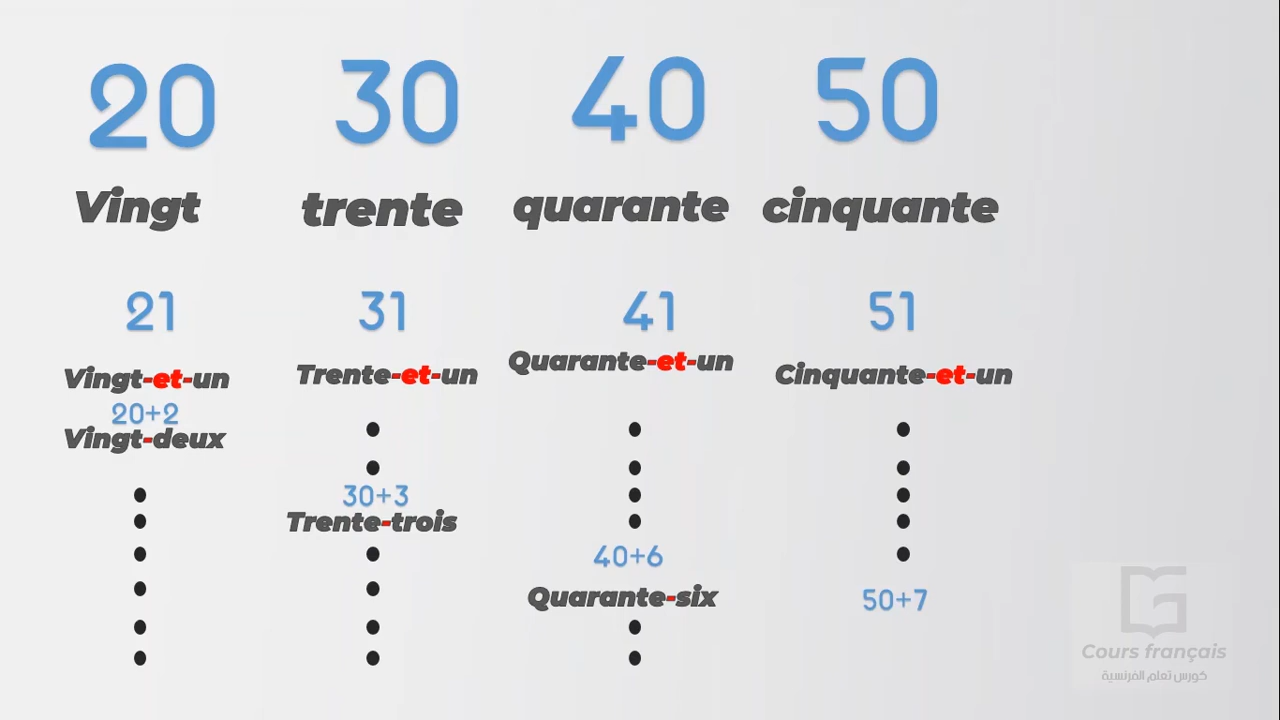 20 30 40 50
Vingt trente quarante cinquante
21 31 41 51
Vingt-et-un Trente-et-un Quarante-et-un Cinquante-et-un
20+2
Vingt-deux
30+3
Trente-trois
40+6
Quarante-six
50+7
Cours français
كورس تعلم الفرنسية